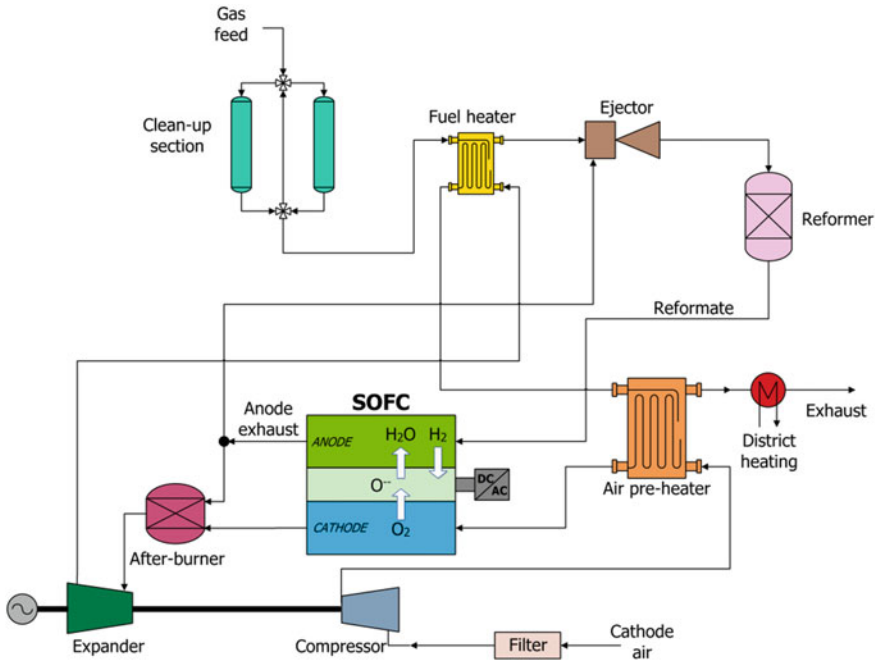 Gas
feed
Clean-up
section
Fuel heater
Ejector
Reformer
Reformate
SOFC
Anode
exhaust
ANODE
H₂O
H₂
O⁻⁻
DC
AC
CATHODE
O₂
Exhaust
District
heating
Air pre-heater
After-burner
Expander
Compressor
Filter
Cathode
air